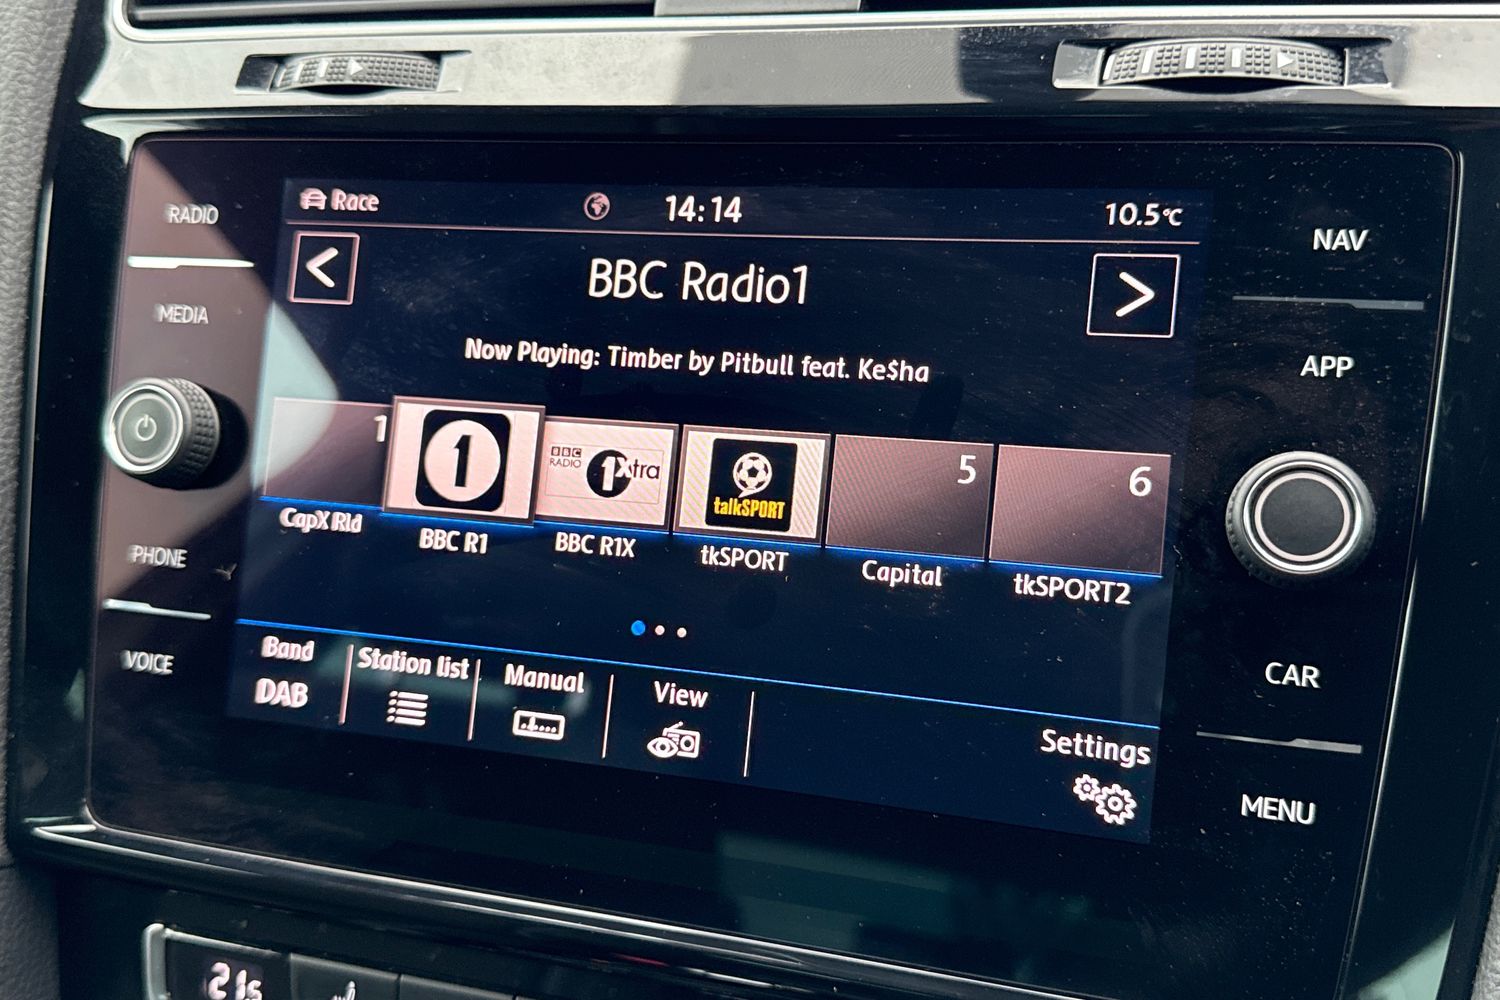 RADIO
MEDIA
PHONE
VOICE
Race
14:14
10.5°C
<
BBC Radio1
>
Now Playing: Timber by Pitbull feat. Ke$ha
1
1
BBC
RADIO
1Xtra
talkSPORT
5
6
CapX Rld
BBC R1
BBC R1X
tkSPORT
Capital
tkSPORT2
Band
DAB
Station list
Manual
View
Settings
NAV
APP
CAR
MENU